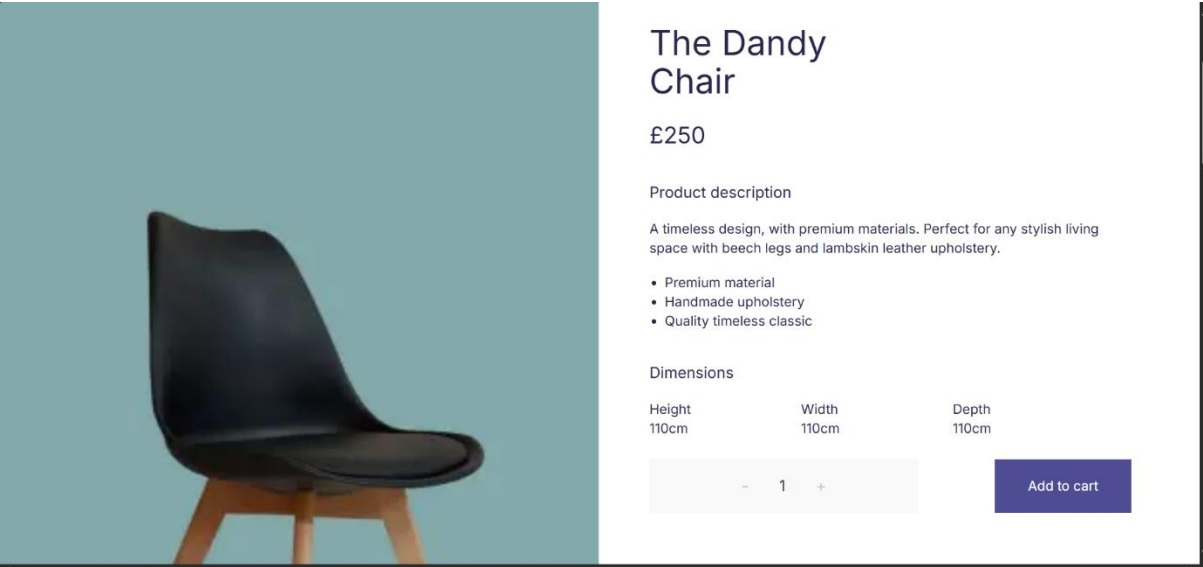 The Dandy
Chair
£250
Product description
A timeless design, with premium materials. Perfect for any stylish living
space with beech legs and lambskin leather upholstery.
• Premium material
• Handmade upholstery
• Quality timeless classic
Dimensions
Height Width Depth
110cm 110cm 110cm
- 1 + Add to cart